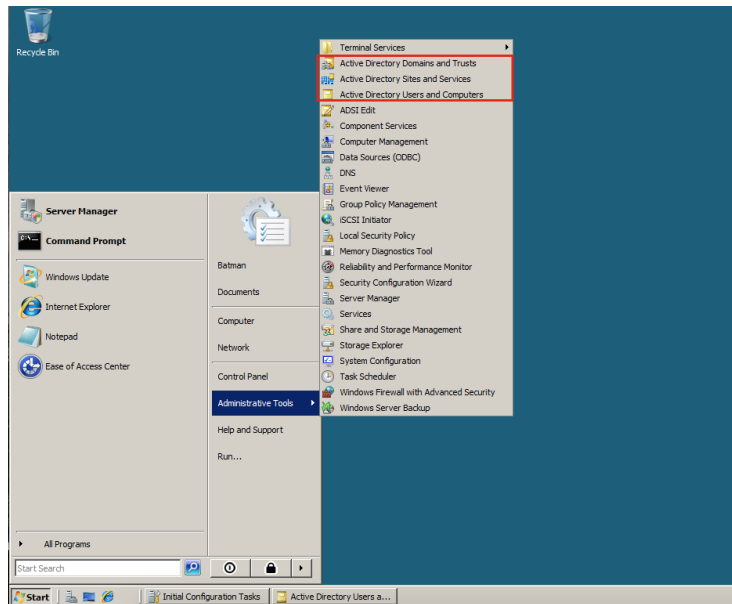 Recycle Bin
Terminal Services
Active Directory Domains and Trusts
Active Directory Sites and Services
Active Directory Users and Computers
ADSI Edit
Component Services
Computer Management
Data Sources (ODBC)
DNS
Event Viewer
Group Policy Management
iSCSI Initiator
Local Security Policy
Memory Diagnostics Tool
Reliability and Performance Monitor
Security Configuration Wizard
Server Manager
Services
Share and Storage Management
Storage Explorer
System Configuration
Task Scheduler
Windows Firewall with Advanced Security
Windows Server Backup
Server Manager
Command Prompt
Windows Update
Internet Explorer
Notepad
Ease of Access Center
All Programs
Start Search
Batman
Documents
Computer
Network
Control Panel
Administrative Tools
Help and Support
Run...
Start
Initial Configuration Tasks
Active Directory Users a...